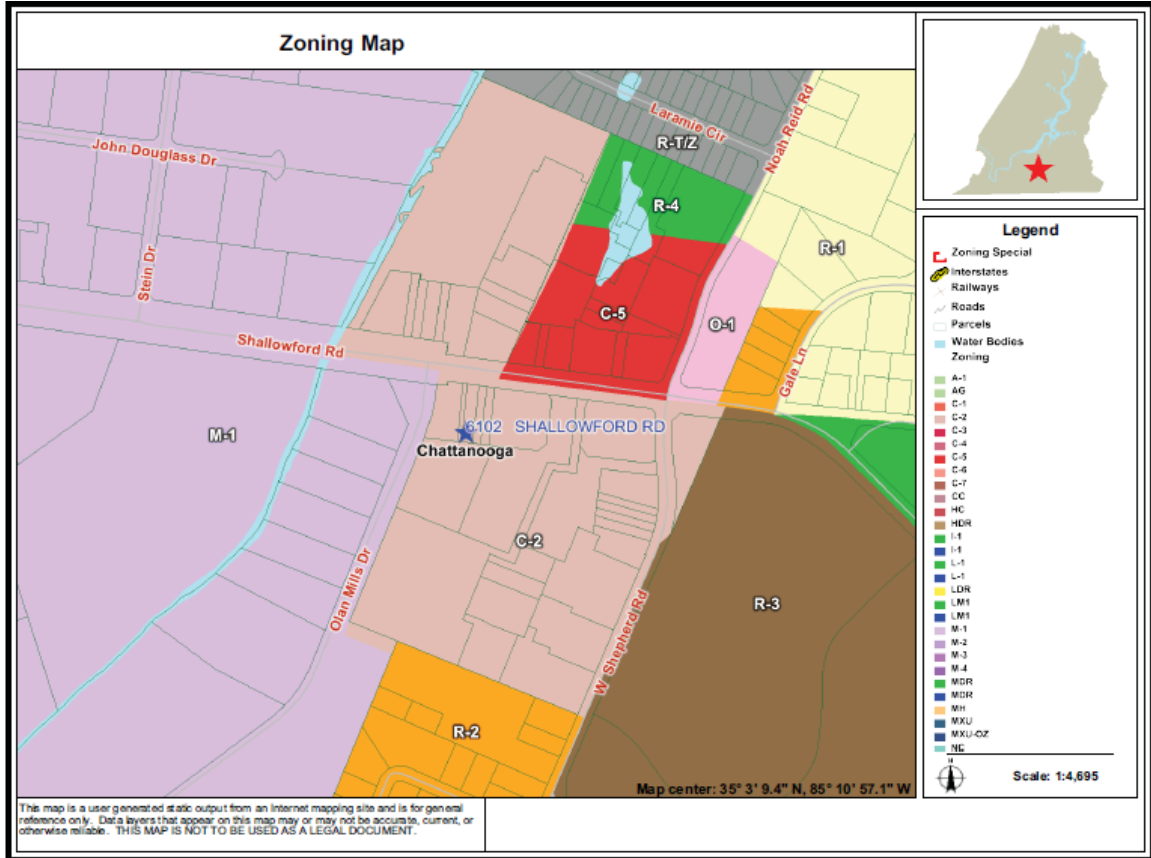 Zoning Map
Laramie Cir
Noah Reid Rd
R-T/Z
John Douglass Dr
R-4
R-1
Stein Dr
C-5
O-1
Shallowford Rd
Gale Ln
M-1
6102 SHALLOWFORD RD
Chattanooga
C-2
Olan Mills Dr
R-3
W Shepherd Rd
R-2
Map center: 35° 3' 9.4" N, 85° 10' 57.1" W
Legend
Zoning Special
Interstates
Railways
Roads
Parcels
Water Bodies
Zoning
A-1
AG
C-1
C-2
C-3
C-4
C-5
C-6
C-7
CC
HC
HDR
I-1
I-1
L-1
L-1
LDR
LM1
LM1
M-1
M-2
M-3
M-4
MDR
MDR
MH
MXU
MXU-OZ
NC
N
Scale: 1:4,695
This map is a user generated static output from an Internet mapping site and is for general
reference only. Data layers that appear on this map may or may not be accurate, current, or
otherwise reliable. THIS MAP IS NOT TO BE USED AS A LEGAL DOCUMENT.